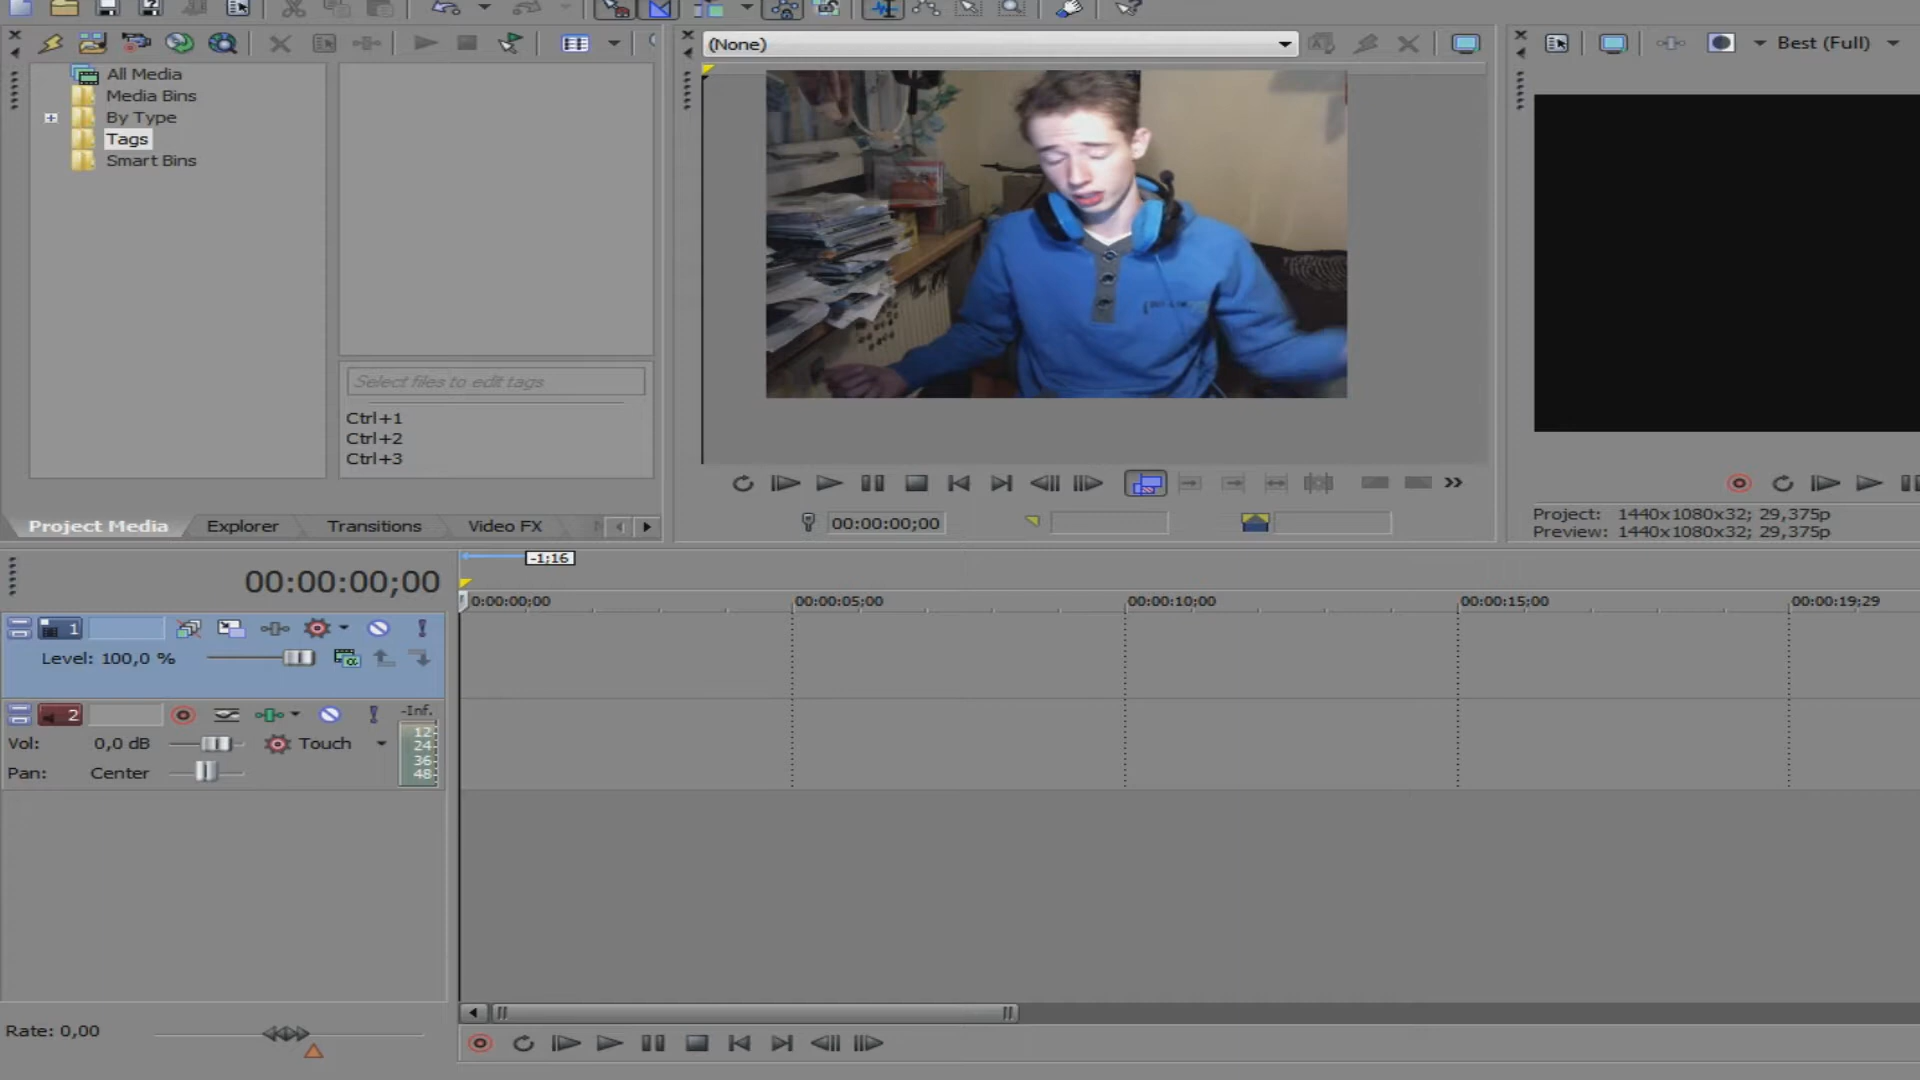 (None)
Best (Full)
All Media
Media Bins
By Type
Tags
Smart Bins
Select files to edit tags
Ctrl+1
Ctrl+2
Ctrl+3
Project Media
Explorer
Transitions
Video FX
00:00:00;00
Project: 1440x1080x32; 29,375p
Preview: 1440x1080x32; 29,375p
-1;16
00:00:00;00
0:00:00;00
00:00:05;00
00:00:10;00
00:00:15;00
00:00:19;29
1
Level: 100,0 %
2
-Inf.
12
24
36
48
Vol: 0,0 dB
Touch
Pan: Center
Rate: 0,00